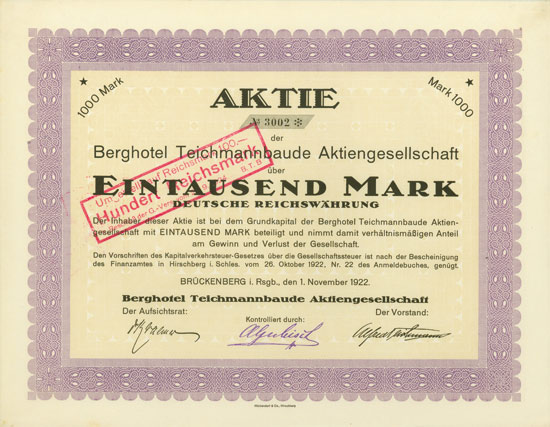 1000 Mark
Mark 1000
AKTIE
№ 3002
der
Berghotel Teichmannbaude Aktiengesellschaft
über
EINTAUSEND MARK
DEUTSCHE REICHSWÄHRUNG
Umgestellt auf Reichsmark 100.—
Hundert Reichsmark
B. T. B.
Der Inhaber dieser Aktie ist bei dem Grundkapital der Berghotel Teichmannbaude Aktien-
gesellschaft mit EINTAUSEND MARK beteiligt und nimmt damit verhältnismäßigen Anteil
am Gewinn und Verlust der Gesellschaft.
Den Vorschriften des Kapitalverkehrsteuer-Gesetzes über die Gesellschaftssteuer ist nach der Bescheinigung
des Finanzamtes in Hirschberg i. Schles. vom 26. Oktober 1922, Nr. 22 des Anmeldebuches, genügt.
BRÜCKENBERG i. Rsgb., den 1. November 1922.
Berghotel Teichmannbaude Aktiengesellschaft
Der Aufsichtsrat:
Kontrolliert durch:
Der Vorstand: